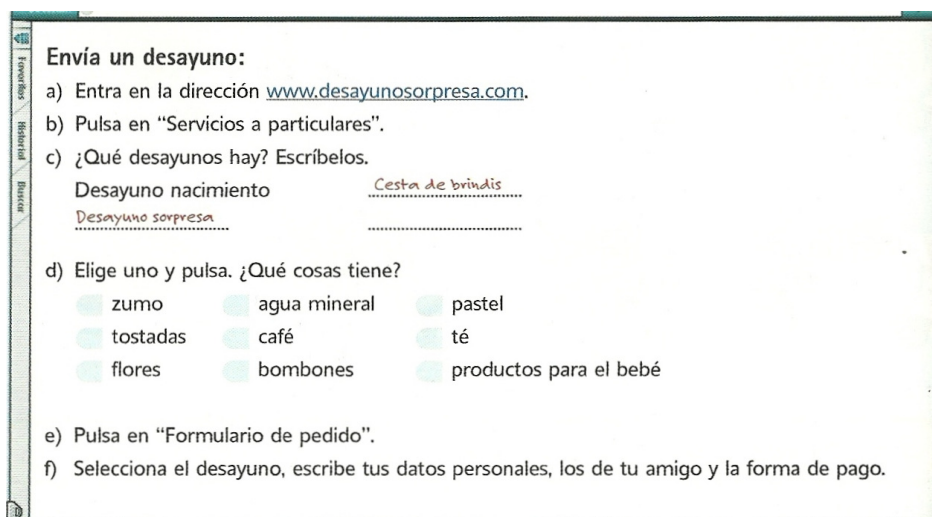 Favoritos
Historial
Buscar
Envía un desayuno:
a) Entra en la dirección www.desayunosorpresa.com.
b) Pulsa en “Servicios a particulares”.
c) ¿Qué desayunos hay? Escríbelos.
Desayuno nacimiento Cesta de brindis
Desayuno sorpresa
d) Elige uno y pulsa. ¿Qué cosas tiene?
zumo agua mineral pastel
tostadas café té
flores bombones productos para el bebé
e) Pulsa en “Formulario de pedido”.
f) Selecciona el desayuno, escribe tus datos personales, los de tu amigo y la forma de pago.